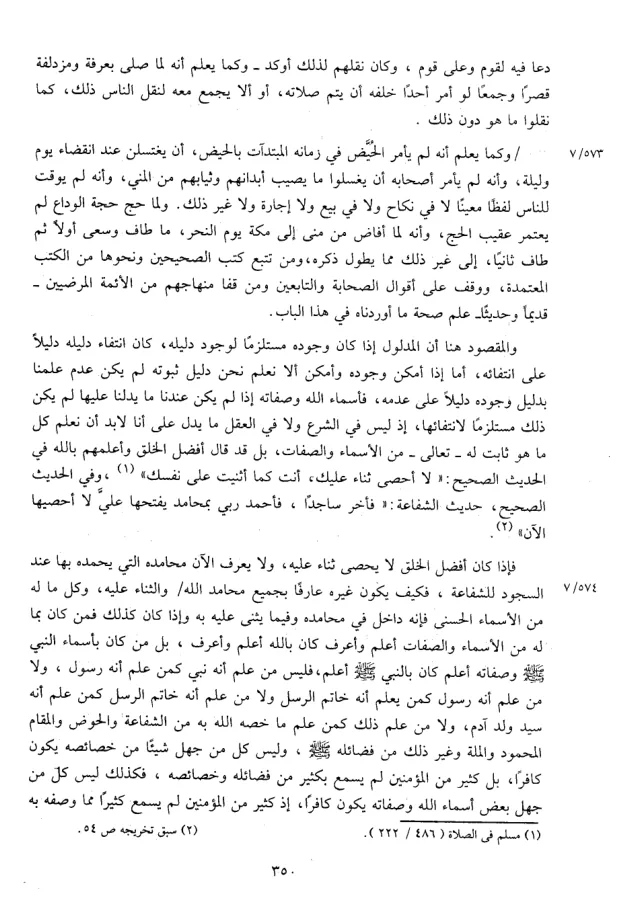 دعا فيه لقوم وعلى قوم ، وكان نقلهم لذلك أوكد ـ وكما يعلم أنه لما صلى بعرفة ومزدلفة
قصرًا وجمعًا لو أمر أحدًا خلفه أن يتم صلاته، أو ألا يجمع معه لنقل الناس ذلك، كما
نقلوا ما هو دون ذلك .
٧/٥٧٣
/ وكما يعلم أنه لم يأمر الحُيَّض في زمانه المبتدآت بالحيض، أن يغتسلن عند انقضاء يوم
وليلة، وأنه لم يأمر أصحابه أن يغسلوا ما يصيب أبدانهم وثيابهم من المني، وأنه لم يوقت
للناس لفظًا معينًا لا في نكاح ولا في بيع ولا إجارة ولا غير ذلك. ولما حج حجة الوداع لم
يعتمر عقيب الحج، وأنه لما أفاض من منى إلى مكة يوم النحر، ما طاف وسعى أولاً ثم
طاف ثانيًا، إلى غير ذلك مما يطول ذكره،ومن تتبع كتب الصحيحين ونحوها من الكتب
المعتمدة، ووقف على أقوال الصحابة والتابعين ومن قفا منهاجهم من الأئمة المرضيين ـ
قديمًا وحديثًا ـ علم صحة ما أوردناه في هذا الباب.
والمقصود هنا أن المدلول إذا كان وجوده مستلزمًا لوجود دليله، كان انتفاء دليله دليلاً
على انتفائه، أما إذا أمكن وجوده وأمكن ألا نعلم نحن دليل ثبوته لم يكن عدم علمنا
بدليل وجوده دليلاً على عدمه، فأسماء الله وصفاته إذا لم يكن عندنا ما يدلنا عليها لم يكن
ذلك مستلزمًا لانتفائها، إذ ليس في الشرع ولا في العقل ما يدل على أنا لابد أن نعلم كل
ما هو ثابت له ـ تعالى ـ من الأسماء والصفات، بل قد قال أفضل الخلق وأعلمهم بالله في
الحديث الصحيح: « لا أحصى ثناء عليك، أنت كما أثنيت على نفسك» (١) ،وفي الحديث
الصحيح، حديث الشفاعة: « فأخر ساجدًا ، فأحمد ربي بمحامد يفتحها عليَّ لا أحصيها
الآن» (٢).
فإذا كان أفضل الخلق لا يحصى ثناء عليه، ولا يعرف الآن محامده التي يحمده بها عند
٧/٥٧٤
السجود للشفاعة ، فكيف يكون غيره عارفًا بجميع محامد الله/ والثناء عليه، وكل ما له
من الأسماء الحسنى فإنه داخل في محامده وفيما يثنى عليه به وإذا كان كذلك فمن كان بما
له من الأسماء والصفات أعلم وأعرف كان بالله أعلم وأعرف ، بل من كان بأسماء النبي
ﷺ وصفاته أعلم كان بالنبي ﷺ أعلم،فليس من علم أنه نبي كمن علم أنه رسول ، ولا
من علم أنه رسول كمن يعلم أنه خاتم الرسل ولا من علم أنه خاتم الرسل كمن علم أنه
سيد ولد آدم، ولا من علم ذلك كمن علم ما خصه الله به من الشفاعة والحوض والمقام
المحمود والملة وغير ذلك من فضائله ﷺ ، وليس كل من جهل شيئًا من خصائصه يكون
كافرًا، بل كثير من المؤمنين لم يسمع بكثير من فضائله وخصائصه ، فكذلك ليس كل من
جهل بعض أسماء الله وصفاته يكون كافرًا، إذ كثير من المؤمنين لم يسمع كثيرًا مما وصفه به
(١) مسلم فى الصلاة ( ٤٨٦ / ٢٢٢ ). (٢) سبق تخريجه ص ٥٤.
٣٥٠